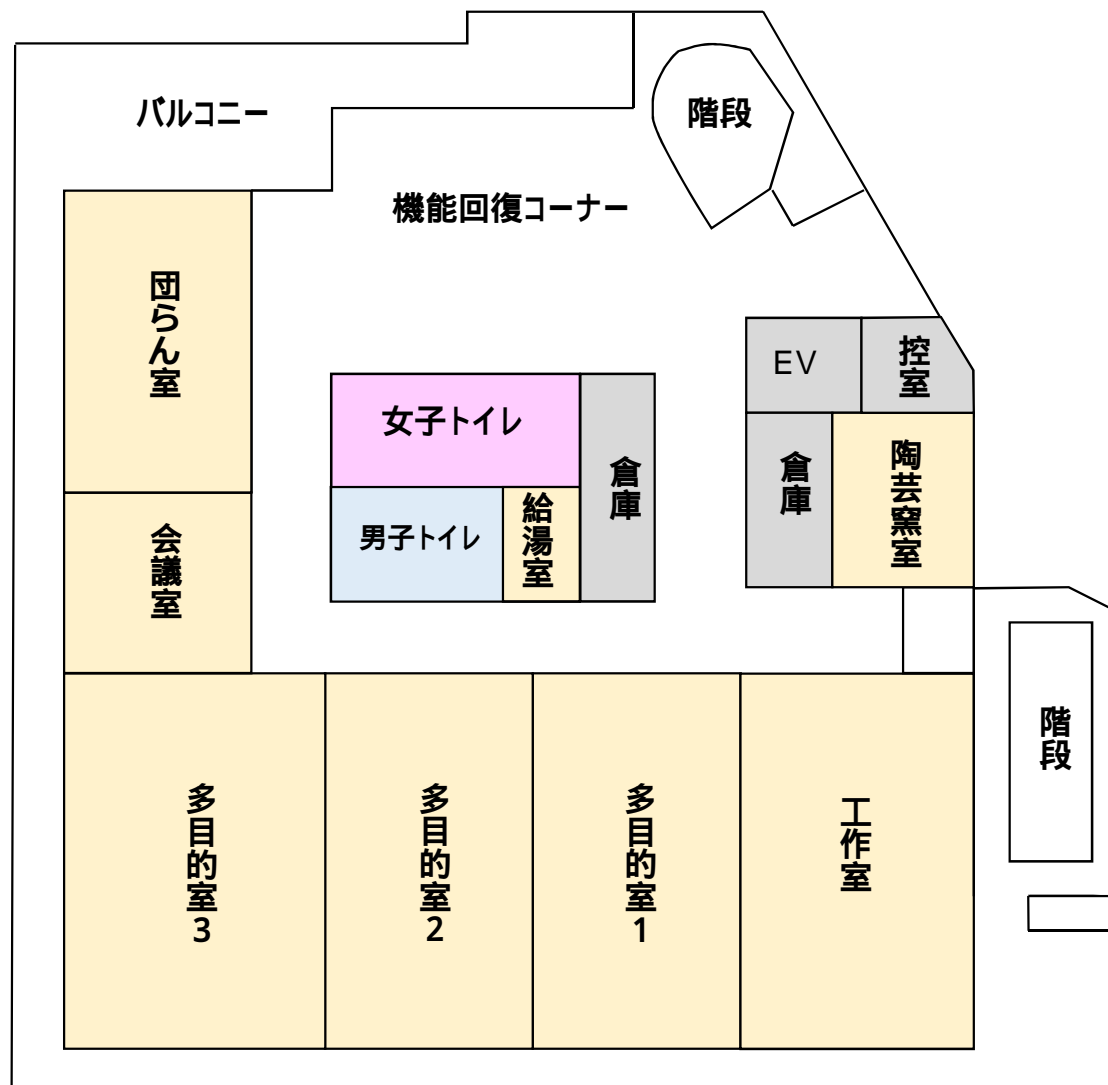 バルコニー
階段
機能回復コーナー
団らん室
EV
控室
女子トイレ
倉庫
倉庫
陶芸窯室
男子トイレ
給湯室
会議室
階段
多目的室3
多目的室2
多目的室1
工作室